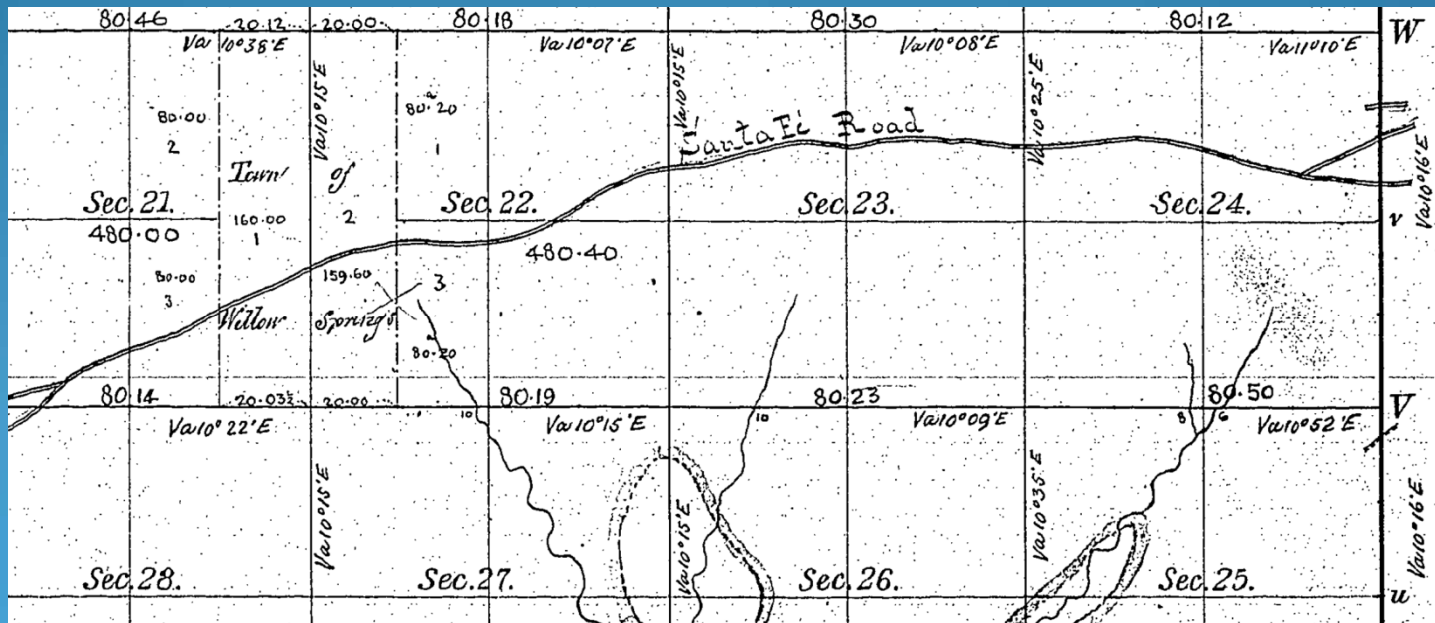 80·46 20·12 20·00 80·18 80·30 80·12 W
Va 10°38'E Va 10°07'E Va 10°08'E Va 11°10'E
Va 10°15'E Va 10°15'E Va 10°25'E Va 10°16'E
80·00 80·20
2 1
Santa Fé Road
Town of
Sec. 21. 160.00 2 Sec. 22. Sec. 23. Sec. 24. v
480·00 1 480·40
80·00 159.60 3
3
Willow Springs
80·20
80·14 20·03½ 20·00 10 80·19 10 80·23 8 6 80·50 V
Va 10°22'E Va 10°15'E Va 10°09'E Va 10°52'E
Va 10°15'E Va 10°15'E Va 10°35'E Va 10°16'E
Sec. 28. Sec. 27. Sec. 26. Sec. 25. u